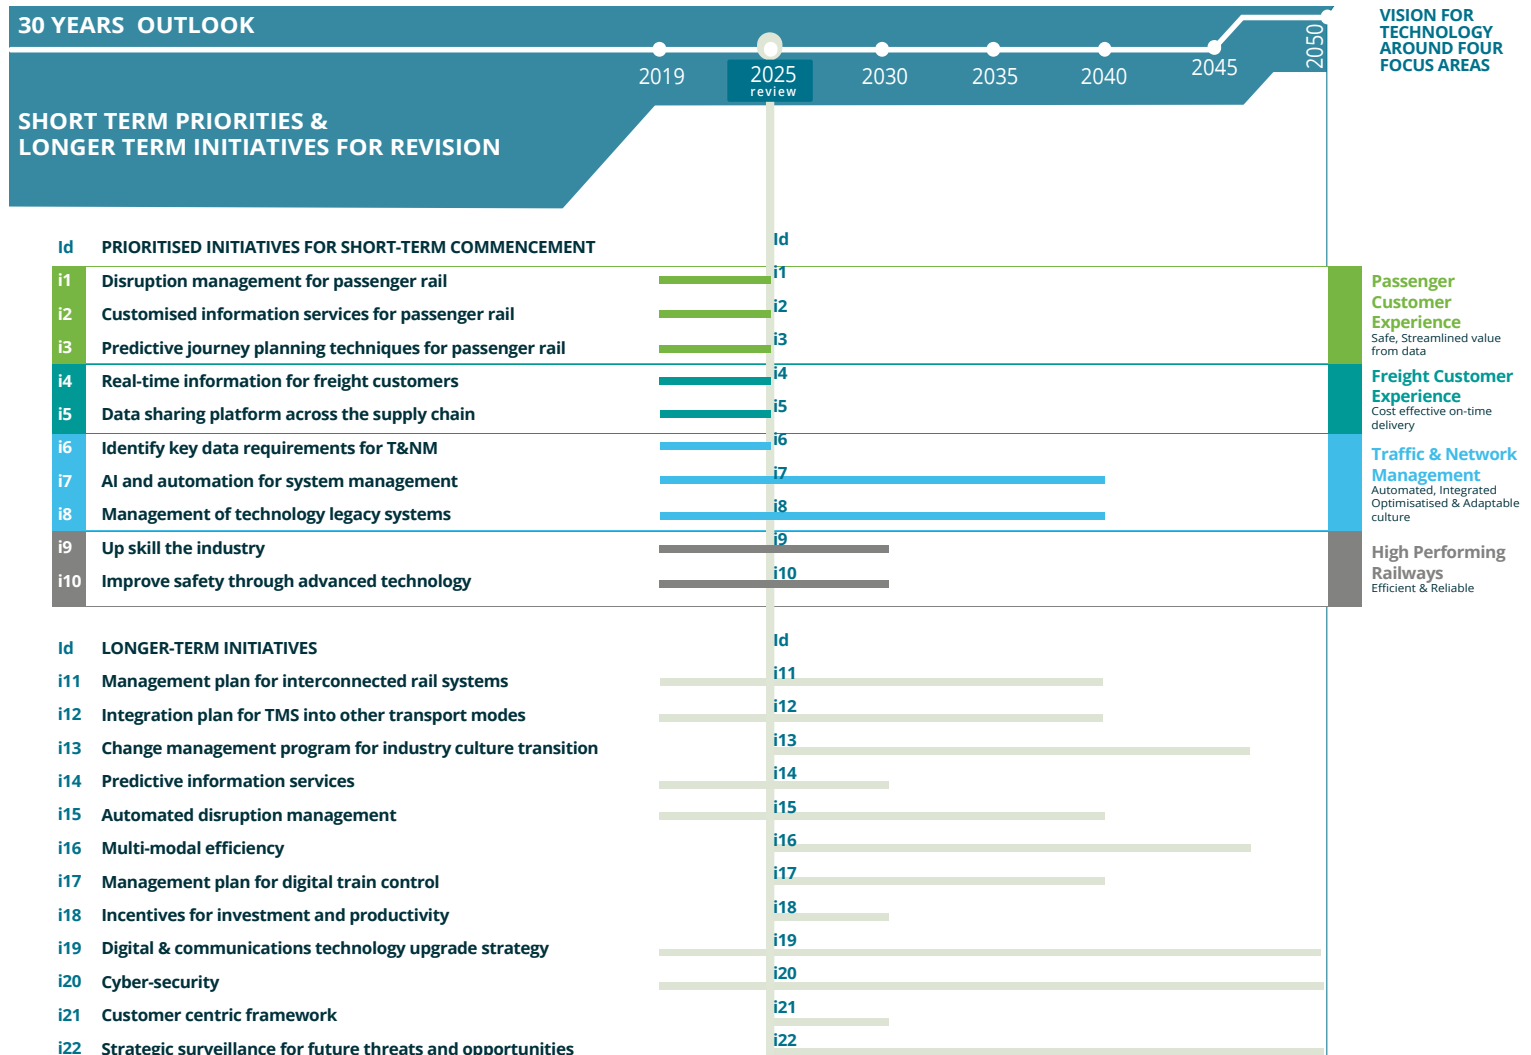 30 YEARS OUTLOOK
2019
2025
review
2030
2035
2040
2045
2050
VISION FOR
TECHNOLOGY
AROUND FOUR
FOCUS AREAS
SHORT TERM PRIORITIES &
LONGER TERM INITIATIVES FOR REVISION
Id PRIORITISED INITIATIVES FOR SHORT-TERM COMMENCEMENT Id
i1 Disruption management for passenger rail i1
i2 Customised information services for passenger rail i2
i3 Predictive journey planning techniques for passenger rail i3
Passenger
Customer
Experience
Safe, Streamlined value
from data
i4 Real-time information for freight customers i4
i5 Data sharing platform across the supply chain i5
Freight Customer
Experience
Cost effective on-time
delivery
i6 Identify key data requirements for T&NM i6
i7 AI and automation for system management i7
i8 Management of technology legacy systems i8
Traffic & Network
Management
Automated, Integrated
Optimisatised & Adaptable
culture
i9 Up skill the industry i9
i10 Improve safety through advanced technology i10
High Performing
Railways
Efficient & Reliable
Id LONGER-TERM INITIATIVES Id
i11 Management plan for interconnected rail systems i11
i12 Integration plan for TMS into other transport modes i12
i13 Change management program for industry culture transition i13
i14 Predictive information services i14
i15 Automated disruption management i15
i16 Multi-modal efficiency i16
i17 Management plan for digital train control i17
i18 Incentives for investment and productivity i18
i19 Digital & communications technology upgrade strategy i19
i20 Cyber-security i20
i21 Customer centric framework i21
i22 Strategic surveillance for future threats and opportunities i22